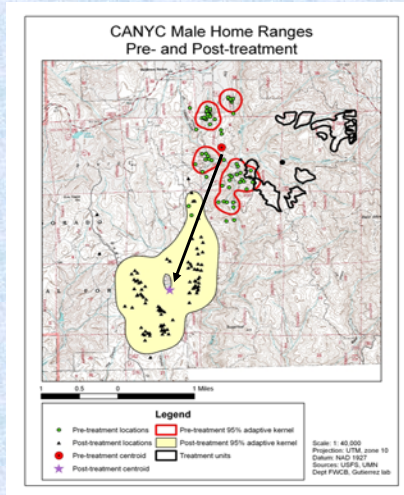 CANYC Male Home Ranges
Pre- and Post-treatment
1 0.5 0 1 Miles
Legend
Pre-treatment locations
Post-treatment locations
Pre-treatment centroid
Post-treatment centroid
Pre-treatment 95% adaptive kernel
Post-treatment 95% adaptive kernel
Treatment units
Scale: 1: 40,000
Projection: UTM, zone 10
Datum: NAD 1927
Sources: USFS, UMN
Dept FWCB, Gutierrez lab